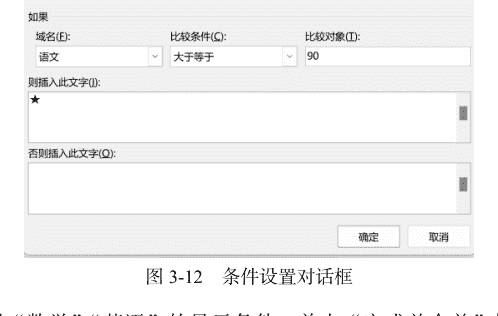 如果
域名(F): 比较条件(C): 比较对象(T):
语文 大于等于 90
则插入此文字(I):
★
否则插入此文字(O):
确定 取消
图 3-12 条件设置对话框